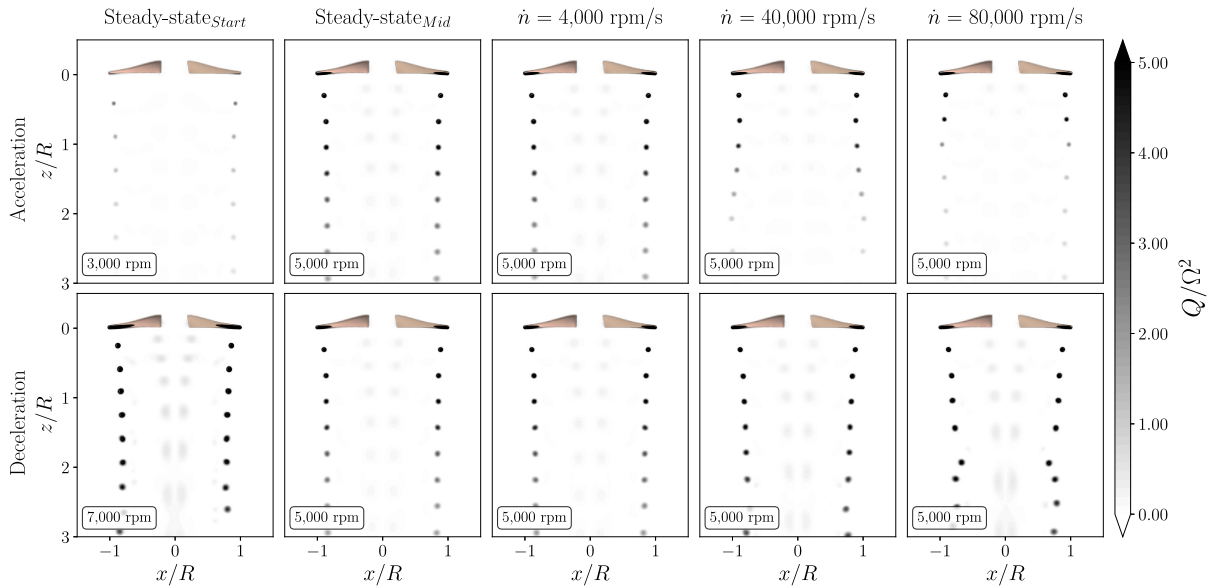 Steady-state_Start Steady-state_Mid ṅ = 4,000 rpm/s ṅ = 40,000 rpm/s ṅ = 80,000 rpm/s
Acceleration
z/R
0
1
2
3
3,000 rpm 5,000 rpm 5,000 rpm 5,000 rpm 5,000 rpm
Deceleration
z/R
0
1
2
3
7,000 rpm 5,000 rpm 5,000 rpm 5,000 rpm 5,000 rpm
−1 0 1 −1 0 1 −1 0 1 −1 0 1 −1 0 1
x/R x/R x/R x/R x/R
5.00
4.00
3.00
2.00
1.00
0.00
Q/Ω²